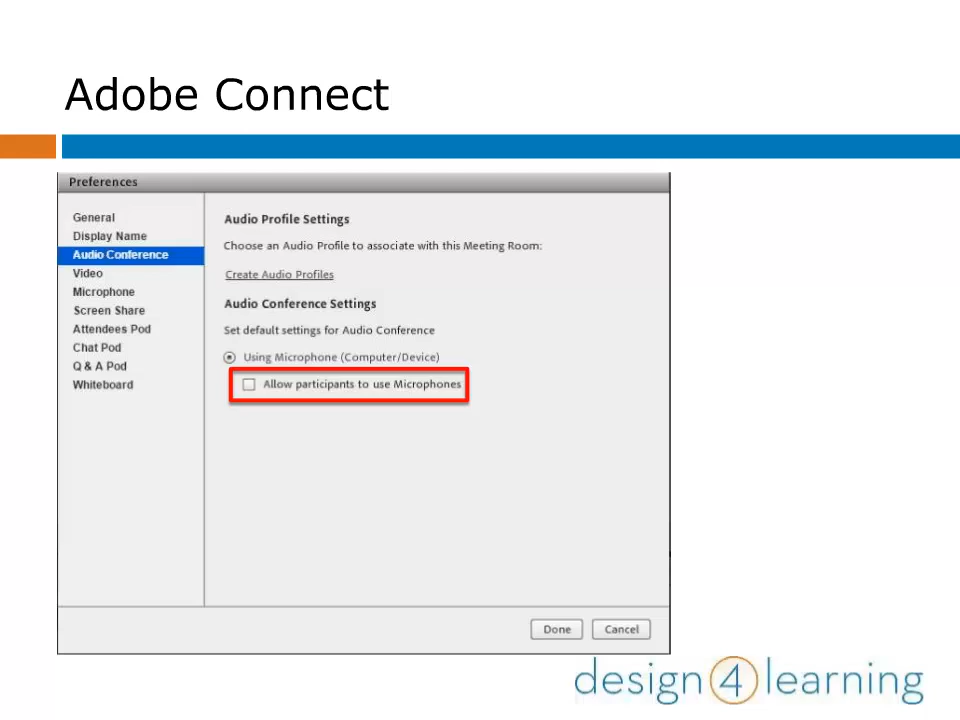 Adobe Connect
Preferences
General
Display Name
Audio Conference
Video
Microphone
Screen Share
Attendees Pod
Chat Pod
Q & A Pod
Whiteboard
Audio Profile Settings
Choose an Audio Profile to associate with this Meeting Room:
Create Audio Profiles
Audio Conference Settings
Set default settings for Audio Conference
Using Microphone (Computer/Device)
Allow participants to use Microphones
Done Cancel
design 4 learning